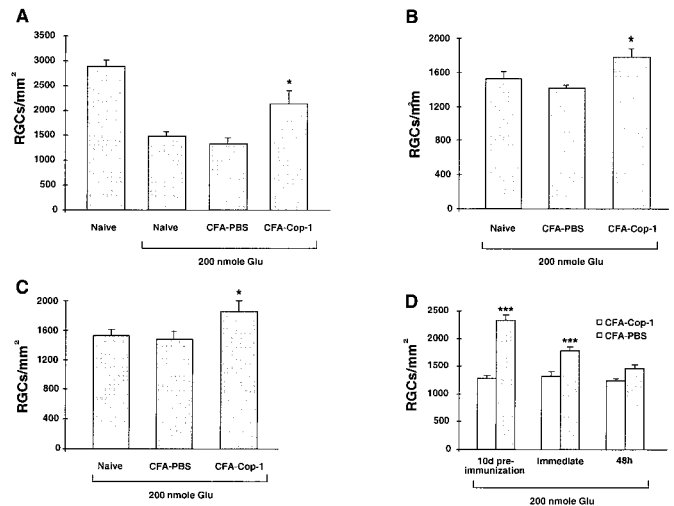 A
RGCs/mm²
3500
3000
2500
2000
1500
1000
500
0
*
Naive Naive CFA-PBS CFA-Cop-1
200 nmole Glu
B
RGCs/mm²
2000
1600
1200
800
400
0
*
Naive CFA-PBS CFA-Cop-1
200 nmole Glu
C
RGCs/mm²
2000
1600
1200
800
400
0
*
Naive CFA-PBS CFA-Cop-1
200 nmole Glu
D
RGCs/mm²
2500
2000
1500
1000
500
0
***
***
CFA-Cop-1
CFA-PBS
10d pre-
immunization Immediate 48h
200 nmole Glu